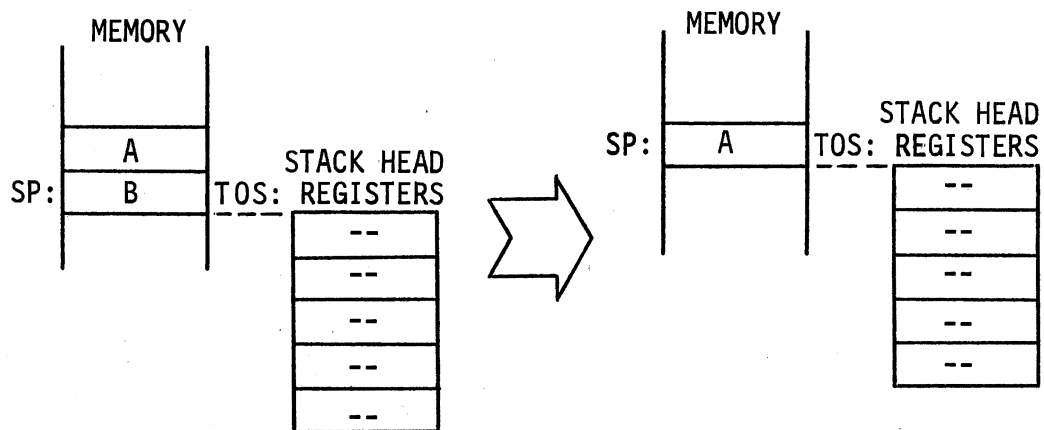 MEMORY
A
SP: B TOS:
STACK HEAD
REGISTERS
--
--
--
--
--
MEMORY
SP: A TOS:
STACK HEAD
REGISTERS
--
--
--
--
--